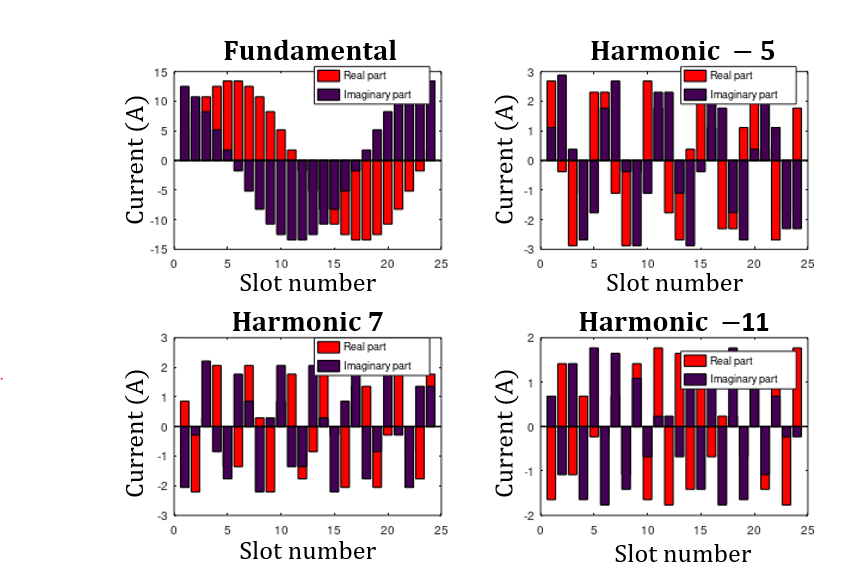 Fundamental
Current (A)
15
10
5
0
-5
-10
-15
0 5 10 15 20 25
Real part
Imaginary part
Slot number
Harmonic − 5
Current (A)
3
2
1
0
-1
-2
-3
0 5 10 15 20 25
Real part
Imaginary part
Slot number
Harmonic 7
Current (A)
3
2
1
0
-1
-2
-3
0 5 10 15 20 25
Real part
Imaginary part
Slot number
Harmonic −11
Current (A)
2
1
0
-1
-2
0 5 10 15 20 25
Real part
Imaginary part
Slot number